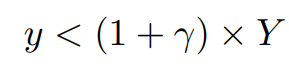 y < (1 + γ) × Y